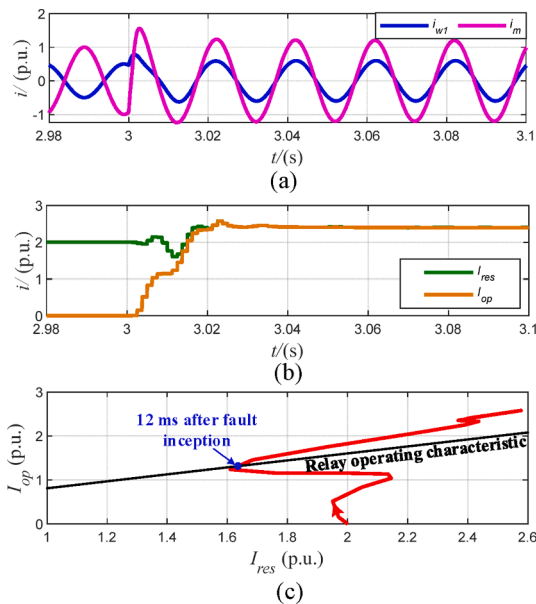 i_w1 i_m
i/ (p.u.)
1
0
-1
2.98 3 3.02 3.04 3.06 3.08 3.1
t/(s)
(a)
i/ (p.u.)
3
2
1
0
I_res
I_op
2.98 3 3.02 3.04 3.06 3.08 3.1
t/(s)
(b)
I_op (p.u.)
3
2
1
0
12 ms after fault
inception
Relay operating characteristic
1 1.2 1.4 1.6 1.8 2 2.2 2.4 2.6
I_res (p.u.)
(c)